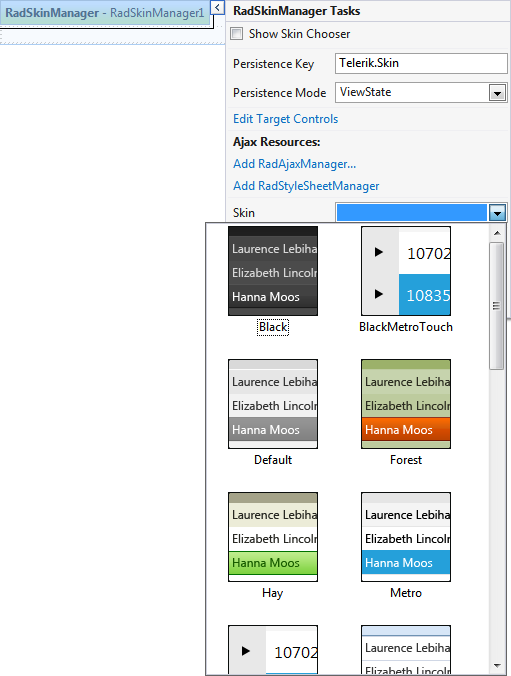 RadSkinManager - RadSkinManager1
RadSkinManager Tasks
Show Skin Chooser
Persistence Key Telerik.Skin
Persistence Mode ViewState
Edit Target Controls
Ajax Resources:
Add RadAjaxManager...
Add RadStyleSheetManager
Skin
Laurence Lebiha
Elizabeth Lincoln
Hanna Moos
Black
10702
10835
BlackMetroTouch
Laurence Lebiha
Elizabeth Lincoln
Hanna Moos
Default
Laurence Lebiha
Elizabeth Lincoln
Hanna Moos
Forest
Laurence Lebiha
Elizabeth Lincoln
Hanna Moos
Hay
Laurence Lebiha
Elizabeth Lincoln
Hanna Moos
Metro
10702
Laurence Lebiha
Elizabeth Lincoln